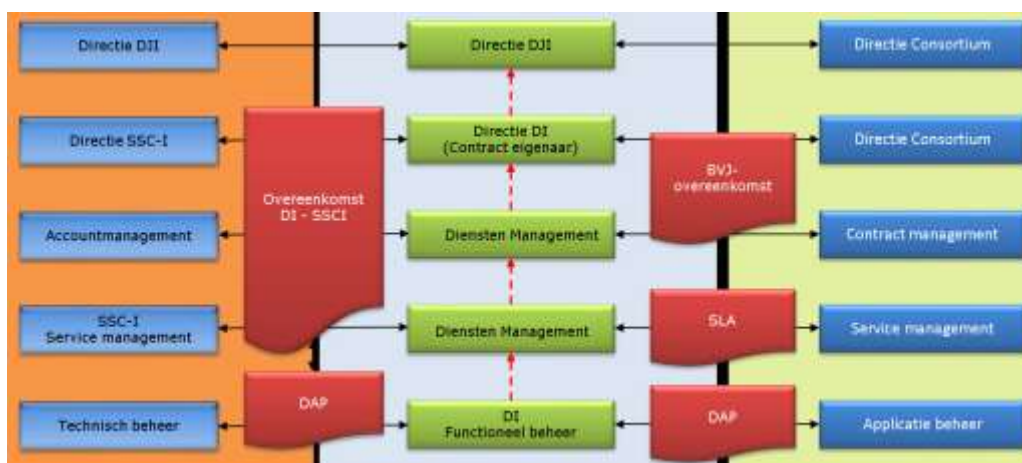 Directie DJI
Directie DJI
Directie Consortium
Directie SSC-I
Directie DI
(Contract eigenaar)
Directie Consortium
Overeenkomst
DI - SSCI
BVJ-
overeenkomst
Accountmanagement
Diensten Management
Contract management
SSC-I
Service management
Diensten Management
SLA
Service management
DAP
Technisch beheer
DI
Functioneel beheer
DAP
Applicatie beheer